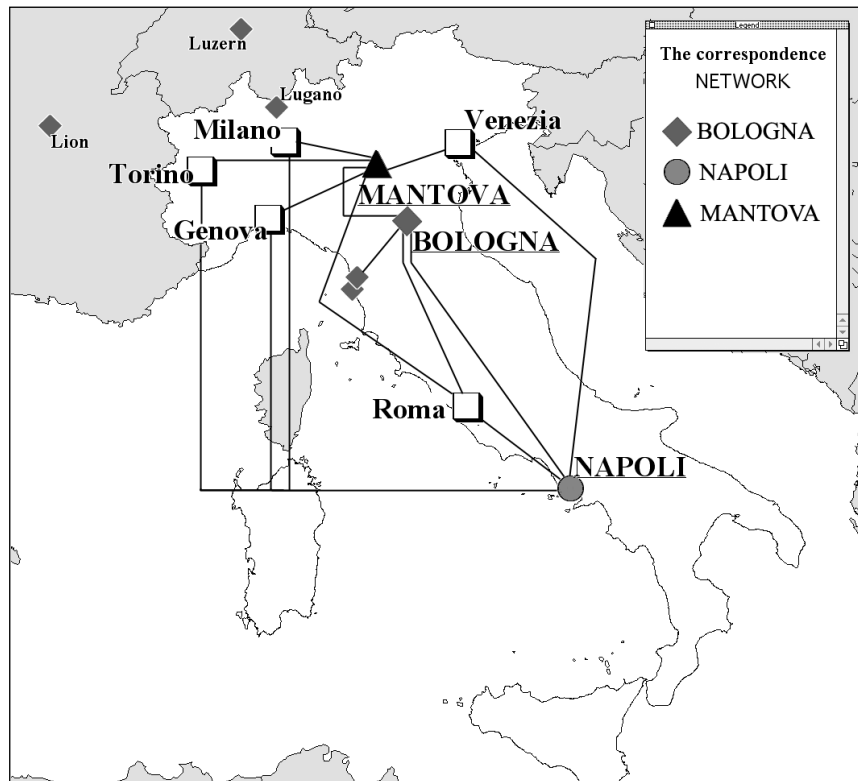 Legend
The correspondence
NETWORK
BOLOGNA
NAPOLI
MANTOVA
Luzern
Lugano
Lion
Milano
Venezia
Torino
MANTOVA
Genova
BOLOGNA
Roma
NAPOLI